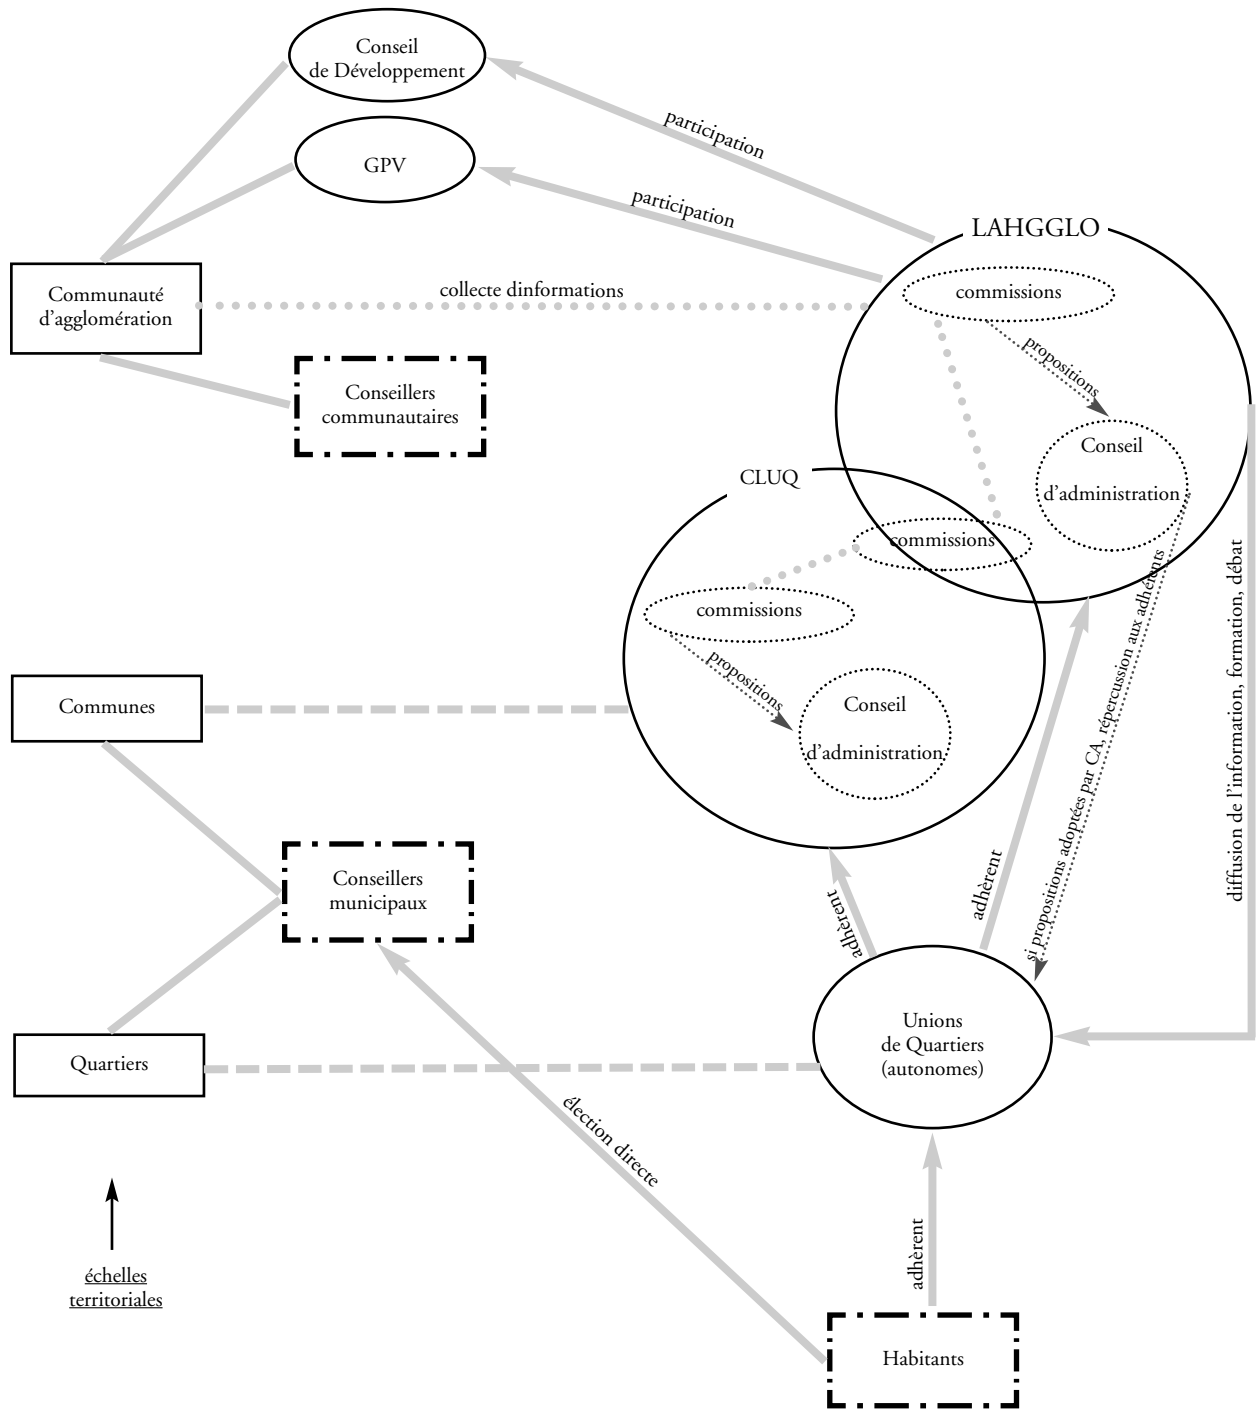 Conseil
de Développement
participation
GPV
participation
LAHGGLO
Communauté
d'agglomération
collecte dinformations
commissions
propositions
Conseillers
communautaires
Conseil
d'administration
CLUQ
commissions
commissions
propositions
Conseil
d'administration
Communes
si propositions adoptées par CA, répercussion aux adhérents
diffusion de l'information, formation, débat
Conseillers
municipaux
adhèrent
adhèrent
Unions
de Quartiers
(autonomes)
Quartiers
élection directe
adhèrent
échelles
territoriales
Habitants